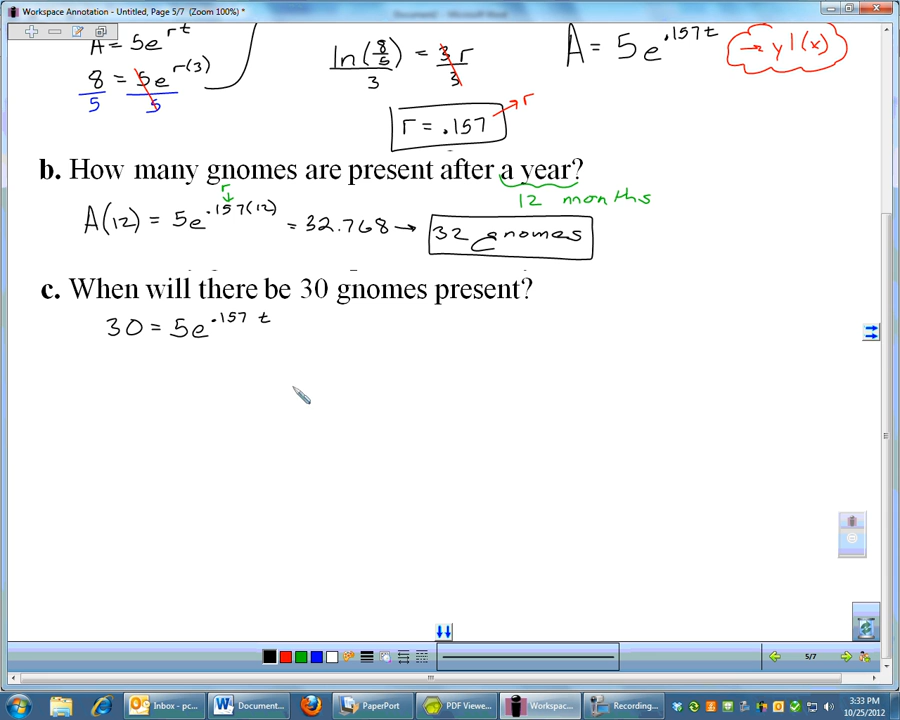 Workspace Annotation - Untitled, Page 5/7 (Zoom 100%) *
A = 5e^rt
8 = 5e^r(3)
5 5
ln(8/5) = 3r
3 3
r = .157 → r
A = 5e^.157t
→ y1(x)
b. How many gnomes are present after a year?
12 months
r
A(12) = 5e^.157(12) = 32.768 → 32 gnomes
c. When will there be 30 gnomes present?
30 = 5e^.157 t
5/7
Inbox - pc...
Document...
PaperPort
PDF Viewe...
Workspac...
Recording...
3:33 PM
10/25/2012